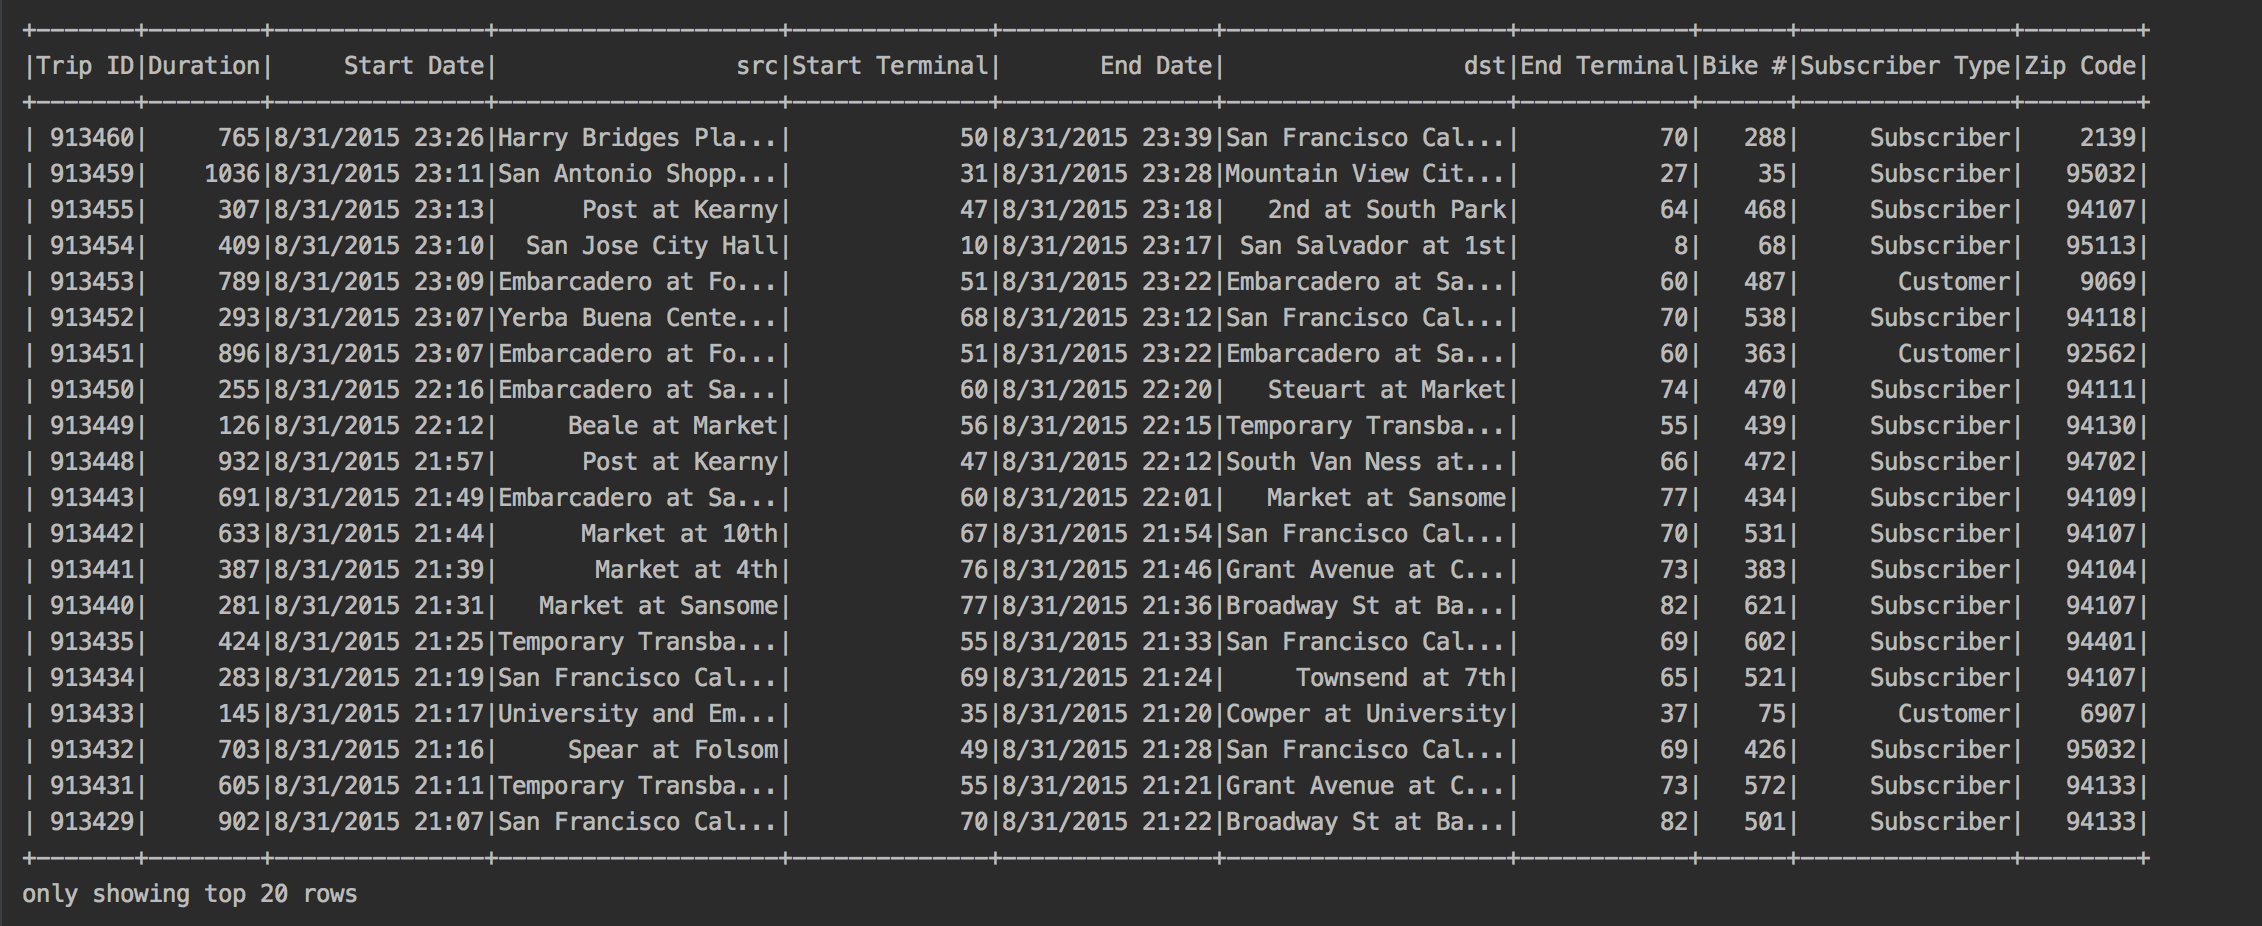 +-------+--------+---------------+--------------------+--------------+---------------+--------------------+------------+------+---------------+--------+
|Trip ID|Duration|     Start Date|                 src|Start Terminal|       End Date|                 dst|End Terminal|Bike #|Subscriber Type|Zip Code|
+-------+--------+---------------+--------------------+--------------+---------------+--------------------+------------+------+---------------+--------+
| 913460|     765|8/31/2015 23:26|Harry Bridges Pla...|            50|8/31/2015 23:39|San Francisco Cal...|          70|   288|     Subscriber|    2139|
| 913459|    1036|8/31/2015 23:11|San Antonio Shopp...|            31|8/31/2015 23:28|Mountain View Cit...|          27|    35|     Subscriber|   95032|
| 913455|     307|8/31/2015 23:13|      Post at Kearny|            47|8/31/2015 23:18|   2nd at South Park|          64|   468|     Subscriber|   94107|
| 913454|     409|8/31/2015 23:10|  San Jose City Hall|            10|8/31/2015 23:17| San Salvador at 1st|           8|    68|     Subscriber|   95113|
| 913453|     789|8/31/2015 23:09|Embarcadero at Fo...|            51|8/31/2015 23:22|Embarcadero at Sa...|          60|   487|       Customer|    9069|
| 913452|     293|8/31/2015 23:07|Yerba Buena Cente...|            68|8/31/2015 23:12|San Francisco Cal...|          70|   538|     Subscriber|   94118|
| 913451|     896|8/31/2015 23:07|Embarcadero at Fo...|            51|8/31/2015 23:22|Embarcadero at Sa...|          60|   363|       Customer|   92562|
| 913450|     255|8/31/2015 22:16|Embarcadero at Sa...|            60|8/31/2015 22:20|   Steuart at Market|          74|   470|     Subscriber|   94111|
| 913449|     126|8/31/2015 22:12|     Beale at Market|            56|8/31/2015 22:15|Temporary Transba...|          55|   439|     Subscriber|   94130|
| 913448|     932|8/31/2015 21:57|      Post at Kearny|            47|8/31/2015 22:12|South Van Ness at...|          66|   472|     Subscriber|   94702|
| 913443|     691|8/31/2015 21:49|Embarcadero at Sa...|            60|8/31/2015 22:01|   Market at Sansome|          77|   434|     Subscriber|   94109|
| 913442|     633|8/31/2015 21:44|      Market at 10th|            67|8/31/2015 21:54|San Francisco Cal...|          70|   531|     Subscriber|   94107|
| 913441|     387|8/31/2015 21:39|       Market at 4th|            76|8/31/2015 21:46|Grant Avenue at C...|          73|   383|     Subscriber|   94104|
| 913440|     281|8/31/2015 21:31|   Market at Sansome|            77|8/31/2015 21:36|Broadway St at Ba...|          82|   621|     Subscriber|   94107|
| 913435|     424|8/31/2015 21:25|Temporary Transba...|            55|8/31/2015 21:33|San Francisco Cal...|          69|   602|     Subscriber|   94401|
| 913434|     283|8/31/2015 21:19|San Francisco Cal...|            69|8/31/2015 21:24|     Townsend at 7th|          65|   521|     Subscriber|   94107|
| 913433|     145|8/31/2015 21:17|University and Em...|            35|8/31/2015 21:20|Cowper at University|          37|    75|       Customer|    6907|
| 913432|     703|8/31/2015 21:16|     Spear at Folsom|            49|8/31/2015 21:28|San Francisco Cal...|          69|   426|     Subscriber|   95032|
| 913431|     605|8/31/2015 21:11|Temporary Transba...|            55|8/31/2015 21:21|Grant Avenue at C...|          73|   572|     Subscriber|   94133|
| 913429|     902|8/31/2015 21:07|San Francisco Cal...|            70|8/31/2015 21:22|Broadway St at Ba...|          82|   501|     Subscriber|   94133|
+-------+--------+---------------+--------------------+--------------+---------------+--------------------+------------+------+---------------+--------+
only showing top 20 rows